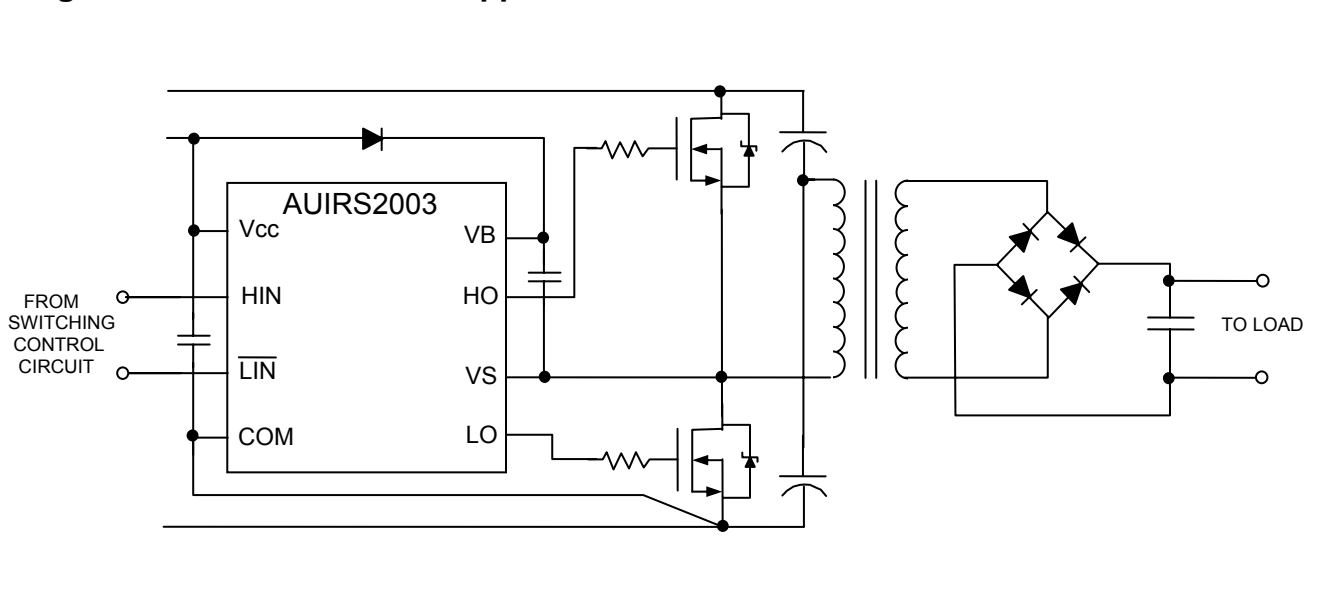 AUIRS2003
Vcc
HIN
LIN
COM
VB
HO
VS
LO
FROM
SWITCHING
CONTROL
CIRCUIT
TO LOAD